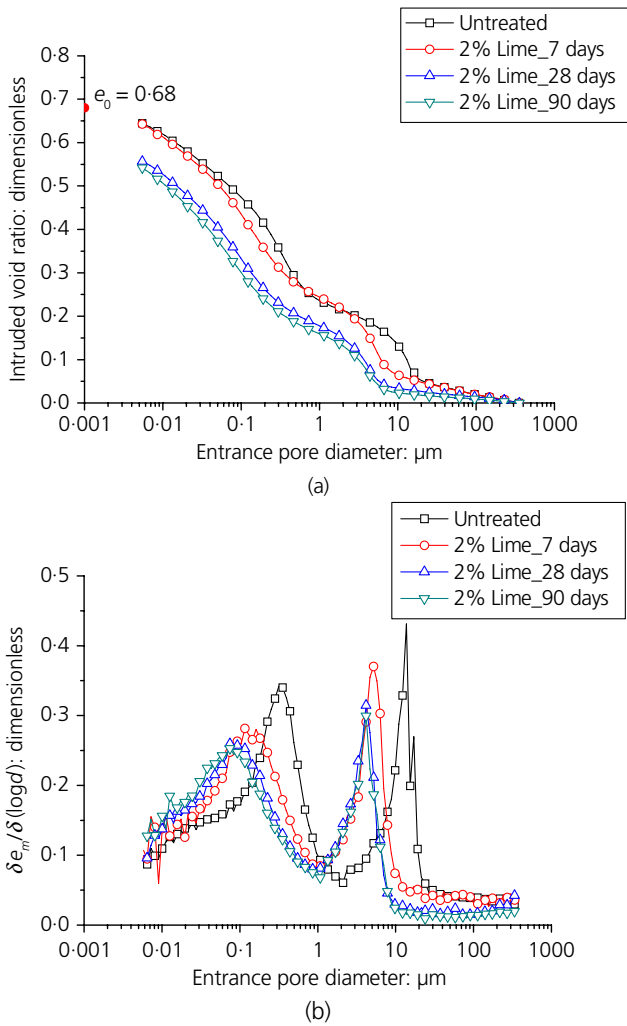 Untreated
2% Lime_7 days
2% Lime_28 days
2% Lime_90 days
0·8
0·7
0·6
0·5
0·4
0·3
0·2
0·1
0·0
e₀ = 0·68
Intruded void ratio: dimensionless
0·001
0·01
0·1
1
10
100
1000
Entrance pore diameter: µm
(a)
Untreated
2% Lime_7 days
2% Lime_28 days
2% Lime_90 days
0·5
0·4
0·3
0·2
0·1
0·0
δeₘ/δ(logd): dimensionless
0·001
0·01
0·1
1
10
100
1000
Entrance pore diameter: µm
(b)